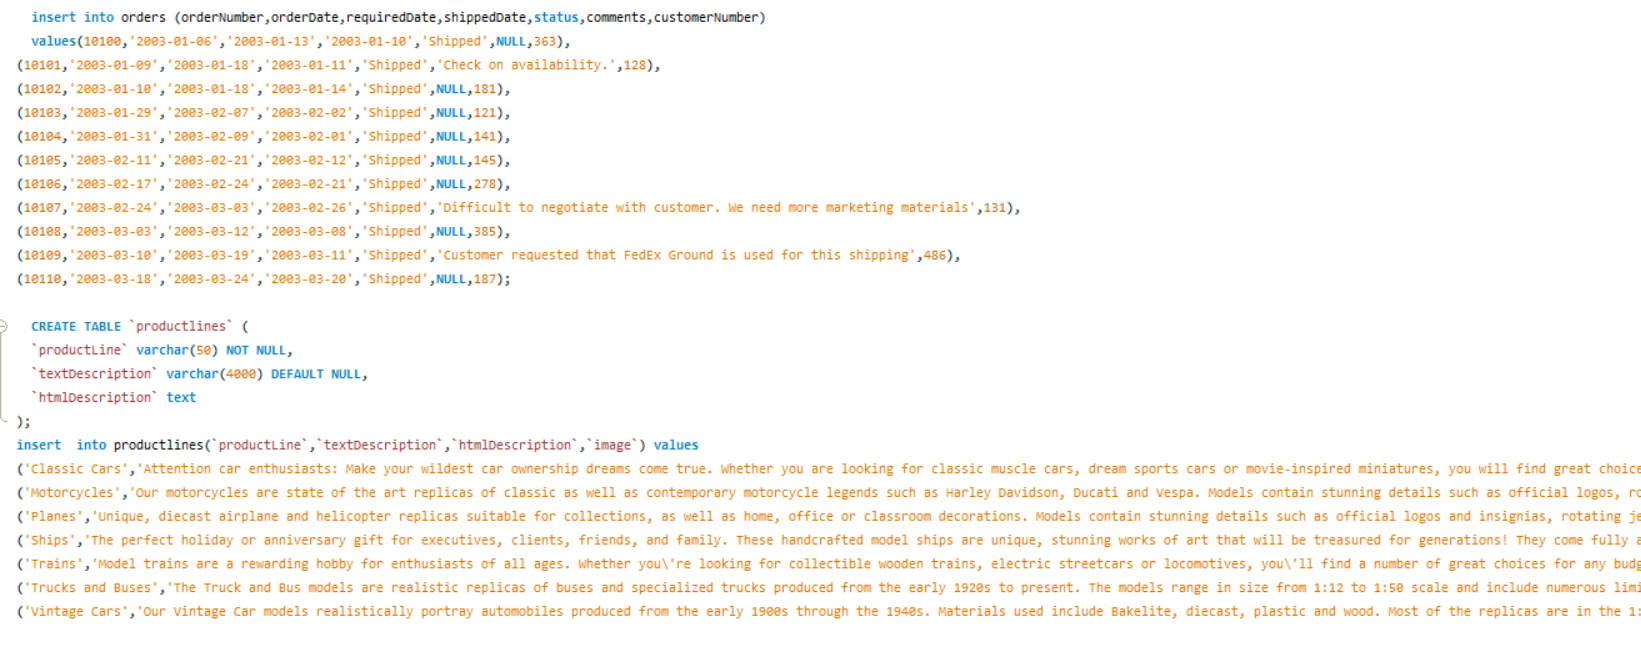 insert into orders (orderNumber,orderDate,requiredDate,shippedDate,status,comments,customerNumber)
values(10100,'2003-01-06','2003-01-13','2003-01-10','Shipped',NULL,363),
(10101,'2003-01-09','2003-01-18','2003-01-11','Shipped','Check on availability.',128),
(10102,'2003-01-10','2003-01-18','2003-01-14','Shipped',NULL,181),
(10103,'2003-01-29','2003-02-07','2003-02-02','Shipped',NULL,121),
(10104,'2003-01-31','2003-02-09','2003-02-01','Shipped',NULL,141),
(10105,'2003-02-11','2003-02-21','2003-02-12','Shipped',NULL,145),
(10106,'2003-02-17','2003-02-24','2003-02-21','Shipped',NULL,278),
(10107,'2003-02-24','2003-03-03','2003-02-26','Shipped','Difficult to negotiate with customer. We need more marketing materials',131),
(10108,'2003-03-03','2003-03-12','2003-03-08','Shipped',NULL,385),
(10109,'2003-03-10','2003-03-19','2003-03-11','Shipped','Customer requested that FedEx Ground is used for this shipping',486),
(10110,'2003-03-18','2003-03-24','2003-03-20','Shipped',NULL,187);
CREATE TABLE `productlines` (
`productLine` varchar(50) NOT NULL,
`textDescription` varchar(4000) DEFAULT NULL,
`htmlDescription` text
);
insert  into productlines(`productLine`,`textDescription`,`htmlDescription`,`image`) values
('Classic Cars','Attention car enthusiasts: Make your wildest car ownership dreams come true. Whether you are looking for classic muscle cars, dream sports cars or movie-inspired miniatures, you will find great choice
('Motorcycles','Our motorcycles are state of the art replicas of classic as well as contemporary motorcycle legends such as Harley Davidson, Ducati and Vespa. Models contain stunning details such as official logos,
('Planes','Unique, diecast airplane and helicopter replicas suitable for collections, as well as home, office or classroom decorations. Models contain stunning details such as official logos and insignias, rotating
('Ships','The perfect holiday or anniversary gift for executives, clients, friends, and family. These handcrafted model ships are unique, stunning works of art that will be treasured for generations! They come fully
('Trains','Model trains are a rewarding hobby for enthusiasts of all ages. Whether you\'re looking for collectible wooden trains, electric streetcars or locomotives, you\'ll find a number of great choices for any
('Trucks and Buses','The Truck and Bus models are realistic replicas of buses and specialized trucks produced from the early 1920s to present. The models range in size from 1:12 to 1:50 scale and include numerous
('Vintage Cars','Our Vintage Car models realistically portray automobiles produced from the early 1900s through the 1940s. Materials used include Bakelite, diecast, plastic and wood. Most of the replicas are in the 1: